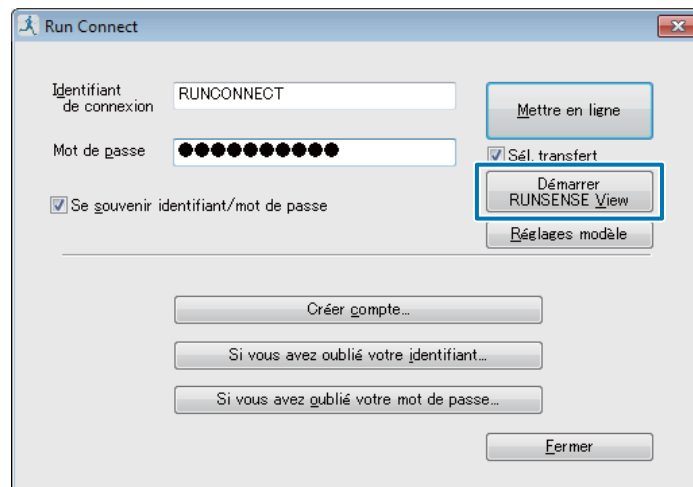 Run Connect
Identifiant
de connexion
RUNCONNECT
Mettre en ligne
Mot de passe
●●●●●●●●●●
Sél. transfert
Démarrer
RUNSENSE View
Se souvenir identifiant/mot de passe
Réglages modèle
Créer compte...
Si vous avez oublié votre identifiant...
Si vous avez oublié votre mot de passe...
Fermer